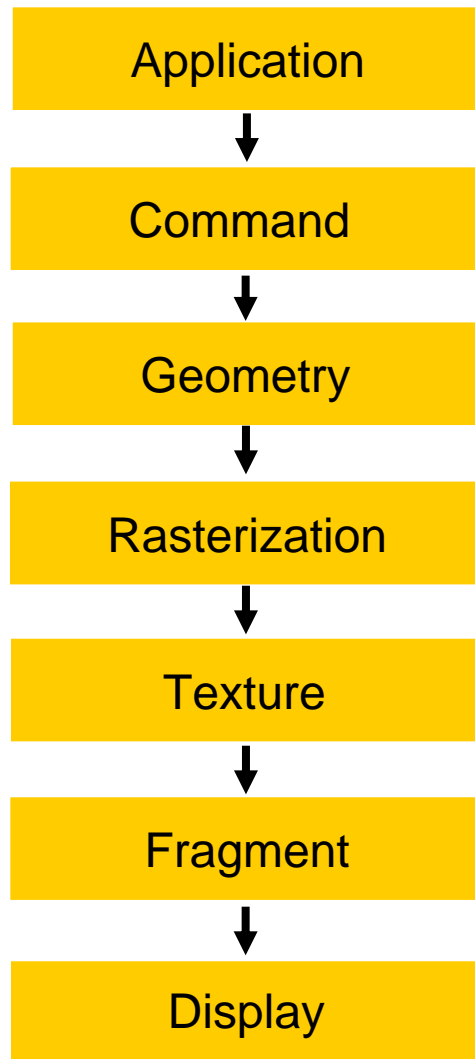 Application
Command
Geometry
Rasterization
Texture
Fragment
Display